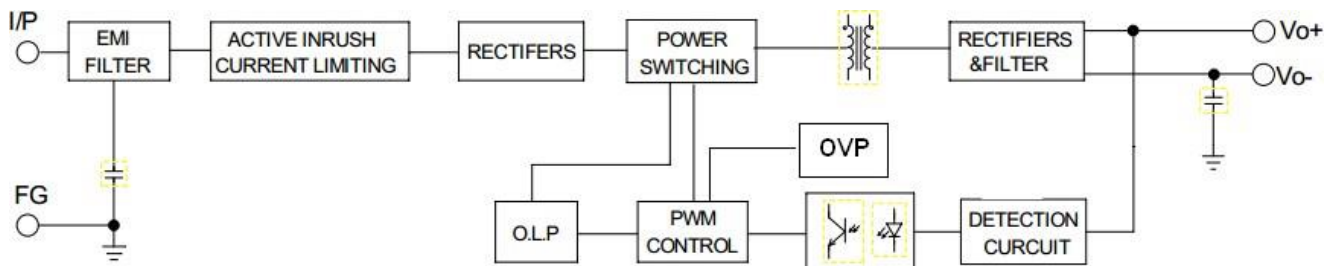 I/P
EMI
FILTER
ACTIVE INRUSH
CURRENT LIMITING
RECTIFERS
POWER
SWITCHING
RECTIFIERS
&FILTER
Vo+
Vo-
OVP
FG
O.L.P
PWM
CONTROL
DETECTION
CURCUIT